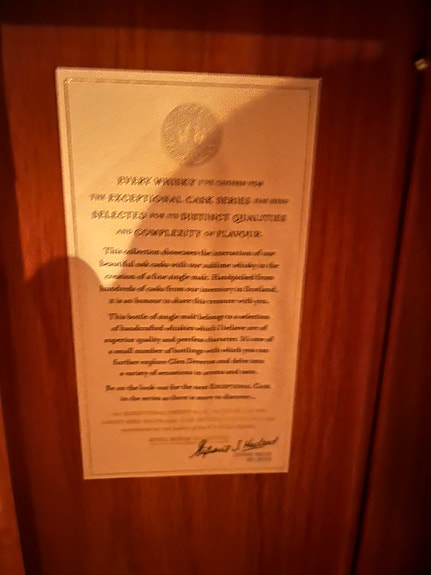 EVERY WHISKY I'VE CHOSEN FOR
THE EXCEPTIONAL CASK SERIES HAS BEEN
SELECTED FOR ITS DISTINCT QUALITIES
AND COMPLEXITY OF FLAVOUR.
This collection showcases the interaction of our
beautiful oak casks with our sublime whisky in the
creation of a fine single malt. Handpicked from
hundreds of casks from our inventory in Scotland,
it is an honour to share this treasure with you.
This bottle of single malt belongs to a selection
of handcrafted whiskies which I believe are of
superior quality and peerless character. It's one of
a small number of bottlings with which you can
further explore Glen and delve into
a variety of sensations in aroma and taste.
Be on the look out for the next EXCEPTIONAL CASK
in the series as there is more to discover...